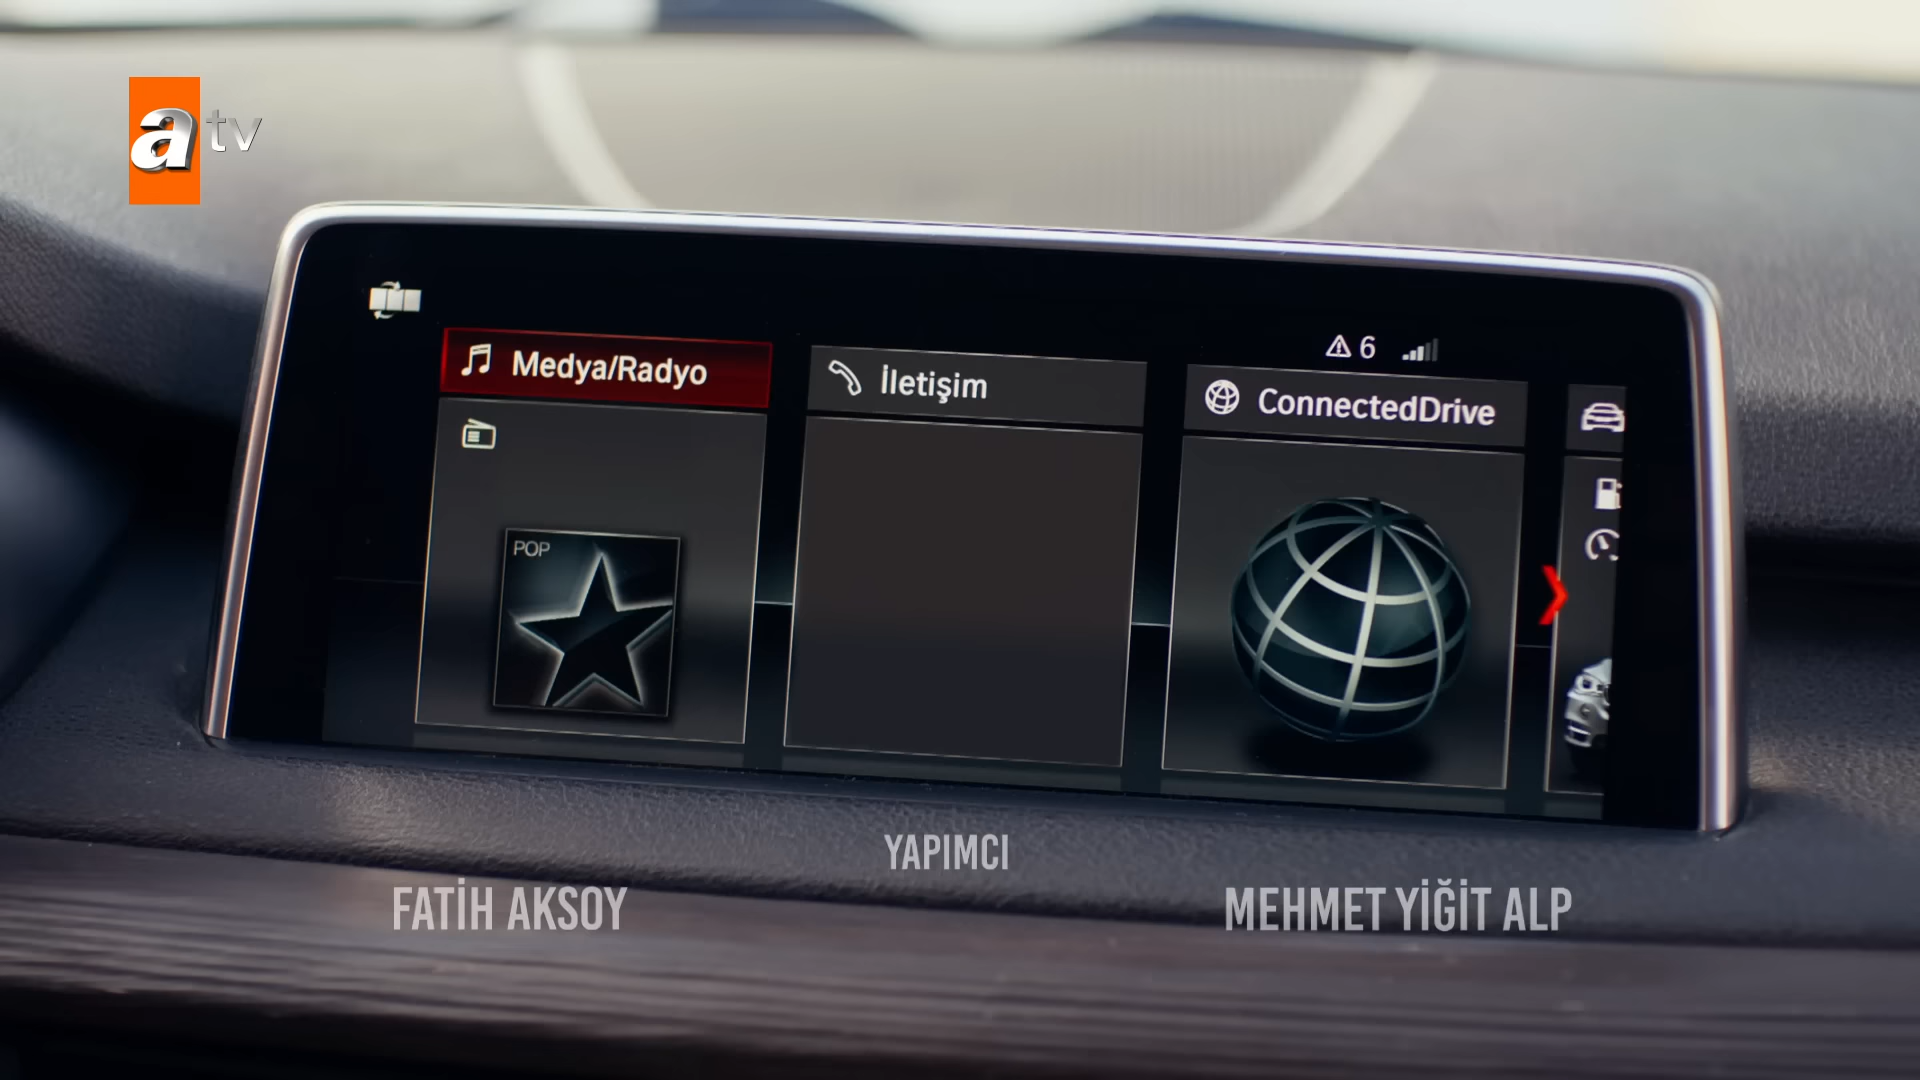 atv
6
Medya/Radyo
İletişim
ConnectedDrive
POP
YAPIMCI
FATİH AKSOY
MEHMET YİĞİT ALP